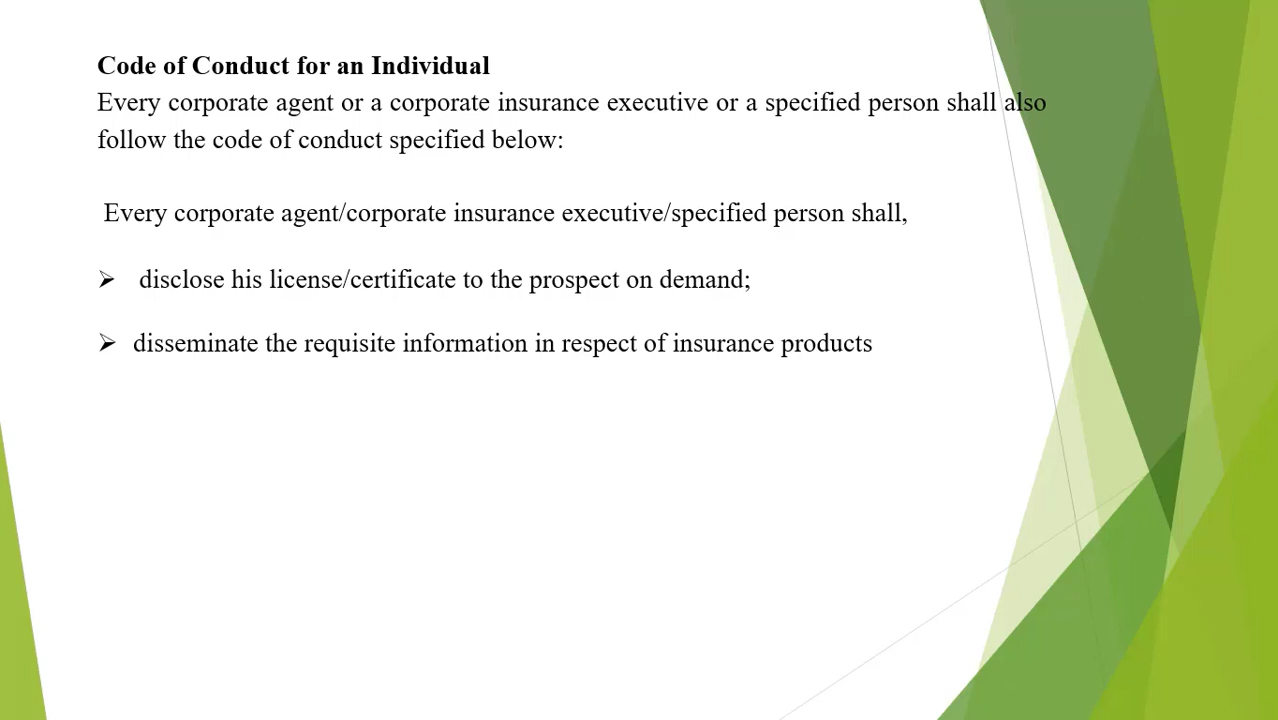 Code of Conduct for an Individual
Every corporate agent or a corporate insurance executive or a specified person shall also
follow the code of conduct specified below:
Every corporate agent/corporate insurance executive/specified person shall,
➢ disclose his license/certificate to the prospect on demand;
➢ disseminate the requisite information in respect of insurance products